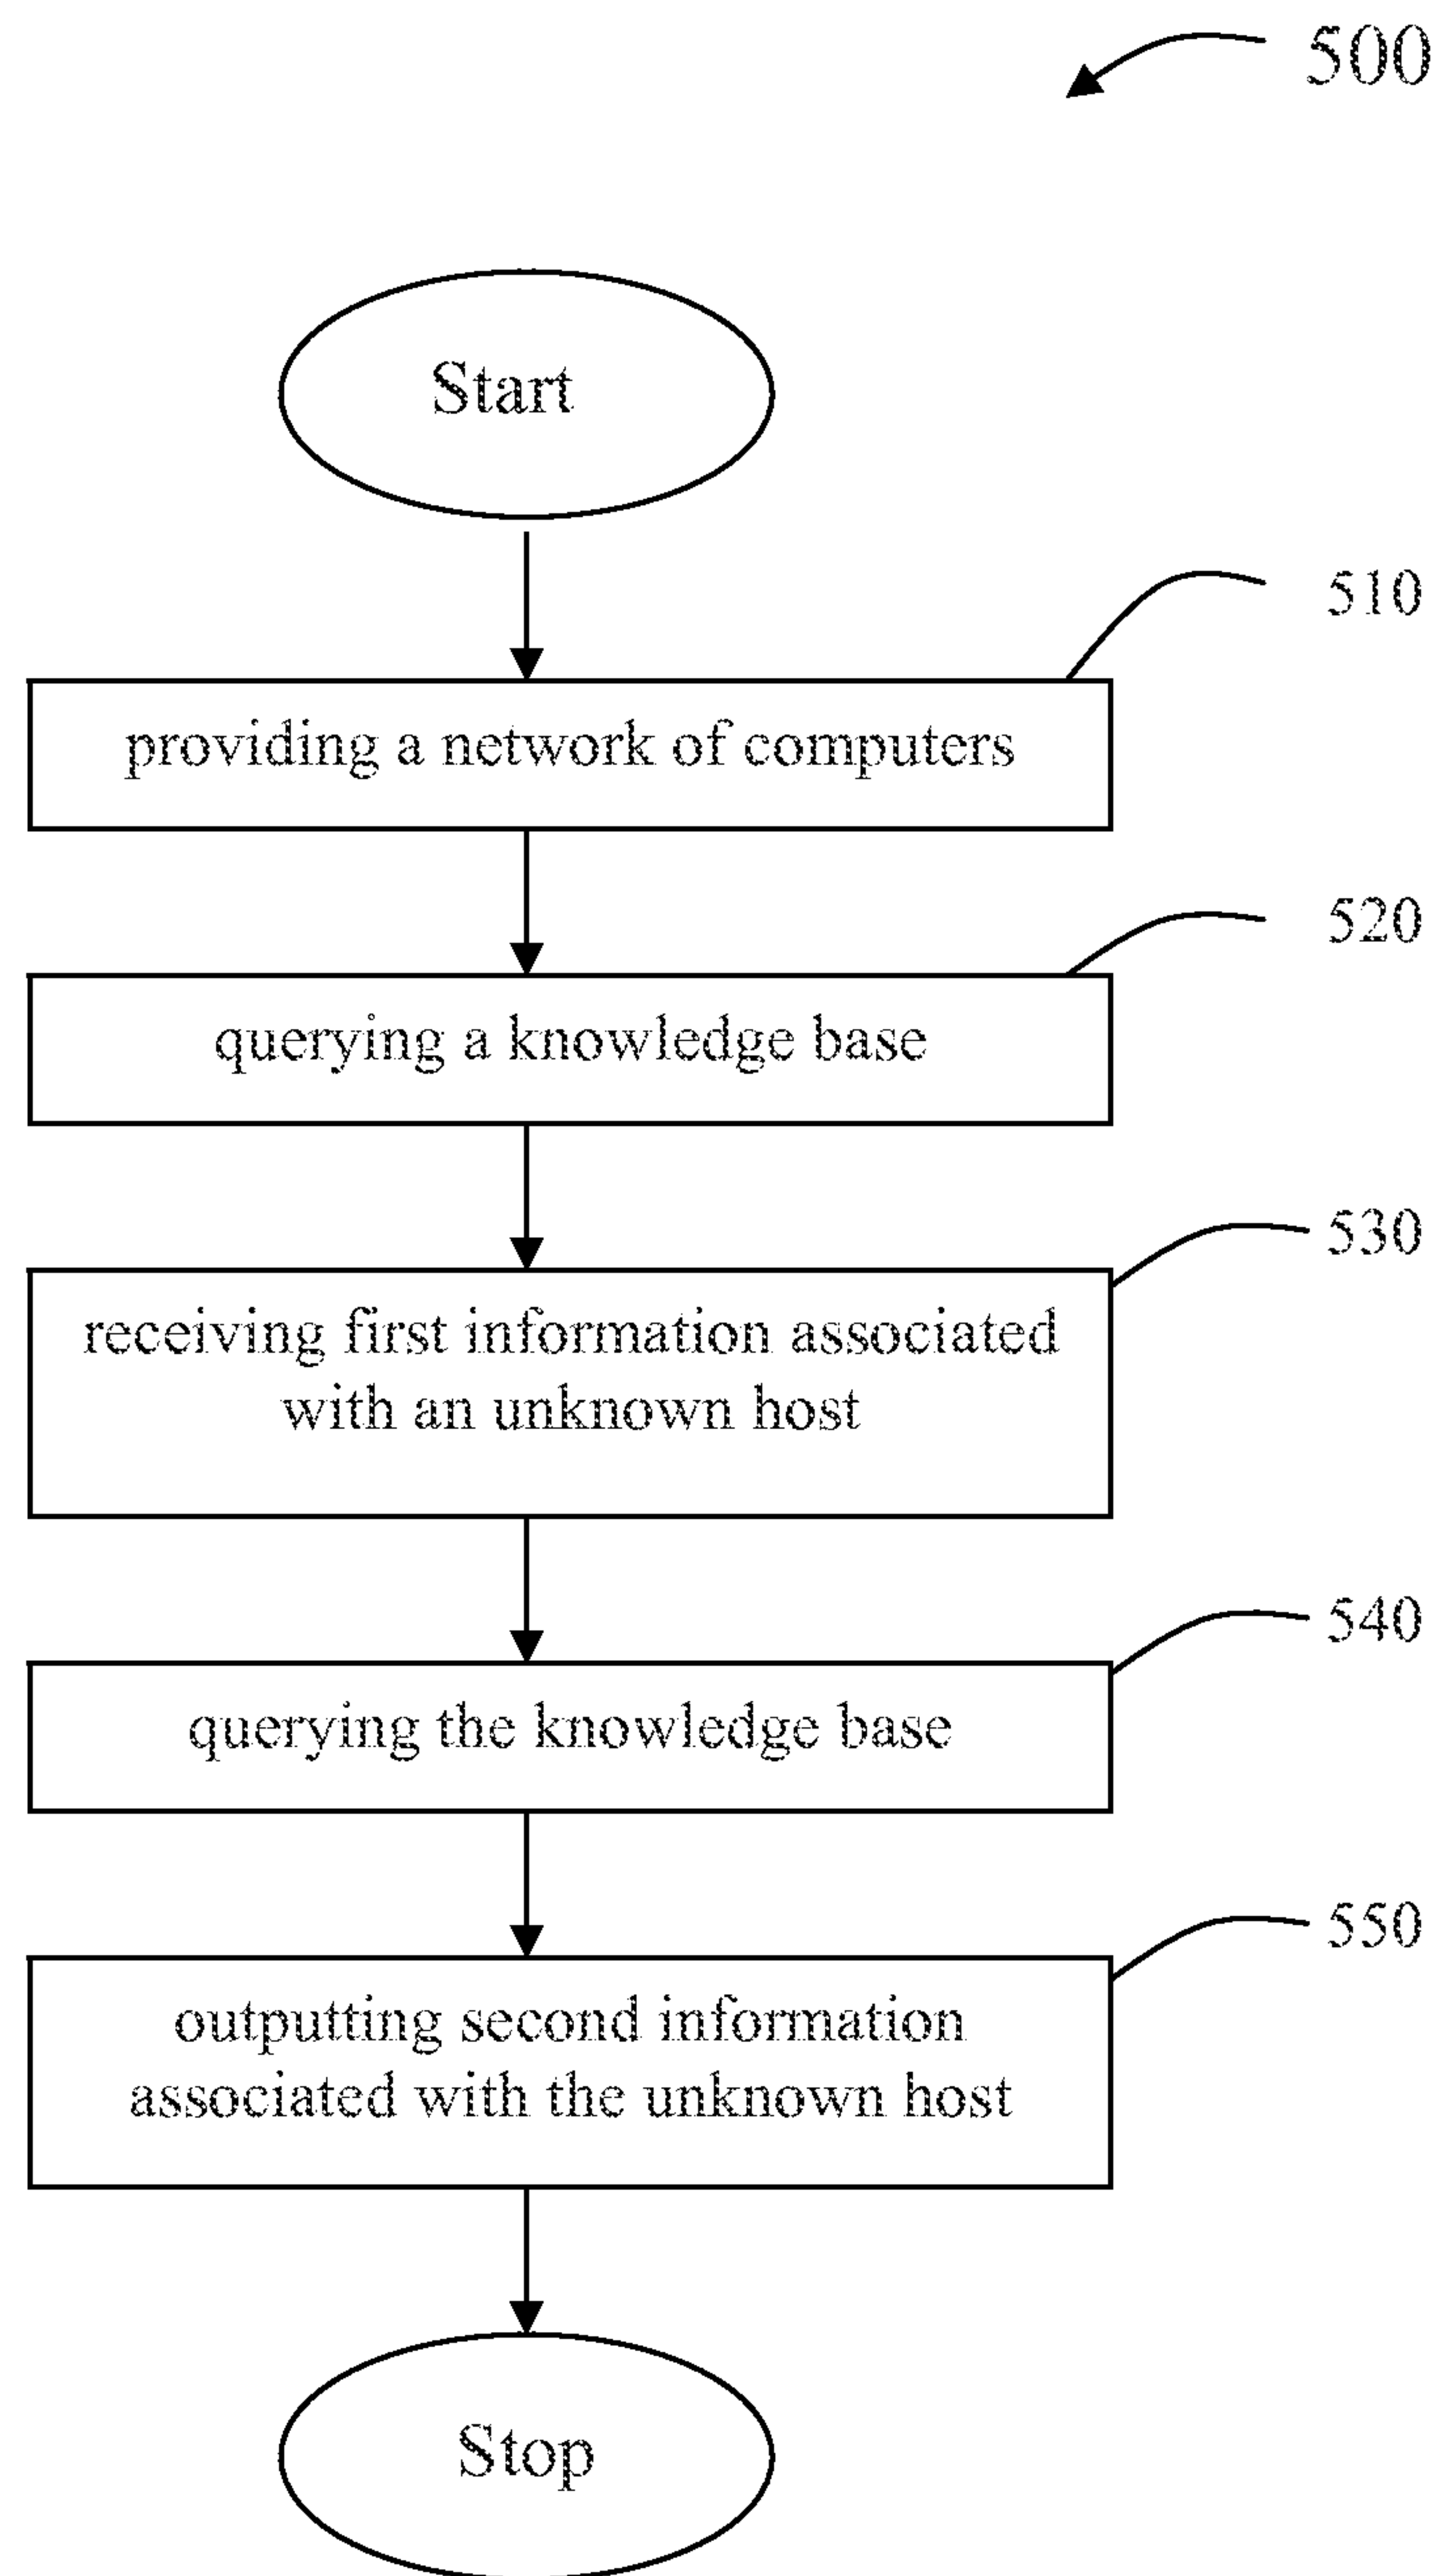 500
Start
510
providing a network of computers
520
querying a knowledge base
530
receiving first information associated
with an unknown host
540
querying the knowledge base
550
outputting second information
associated with the unknown host
Stop